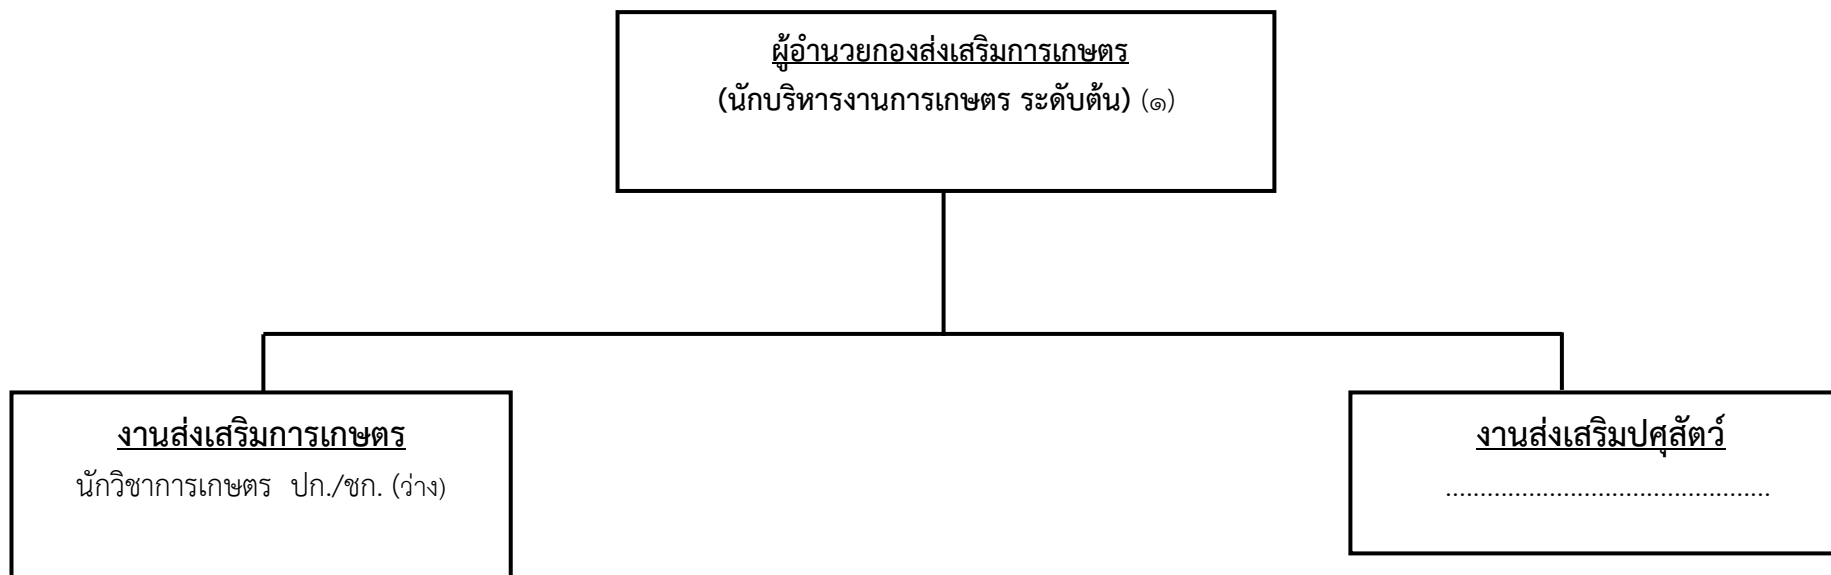 ผู้อำนวยกองส่งเสริมการเกษตร
(นักบริหารงานการเกษตร ระดับต้น) (๑)
งานส่งเสริมการเกษตร
นักวิชาการเกษตร ปก./ชก. (ว่าง)
งานส่งเสริมปศุสัตว์
...............................................